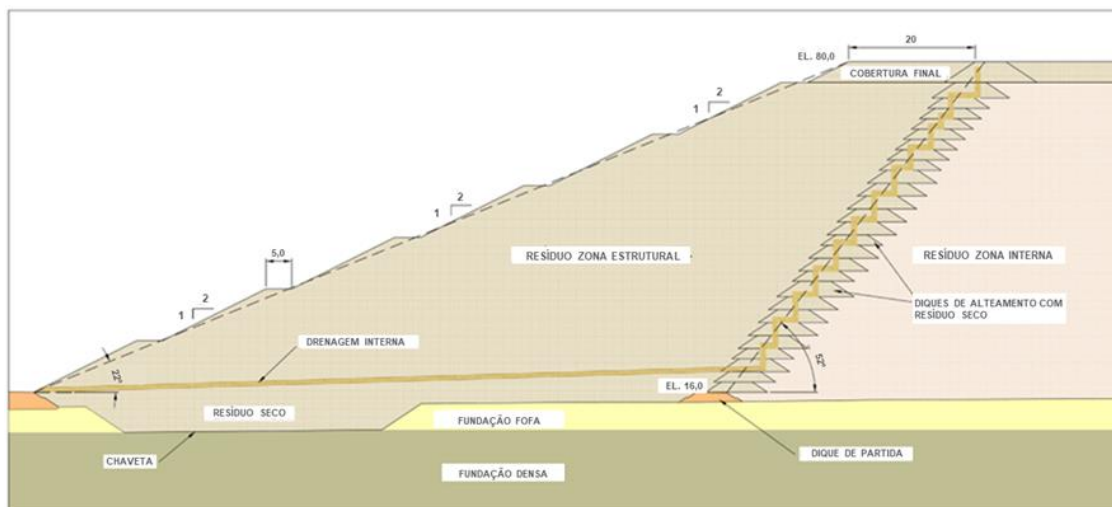 20
EL. 80,0
COBERTURA FINAL
2
1
2
1
5,0
RESÍDUO ZONA ESTRUTURAL
RESÍDUO ZONA INTERNA
2
1
DIQUES DE ALTEAMENTO COM
RESÍDUO SECO
DRENAGEM INTERNA
22°
52°
EL. 16,0
RESÍDUO SECO
FUNDAÇÃO FOFA
CHAVETA
DIQUE DE PARTIDA
FUNDAÇÃO DENSA